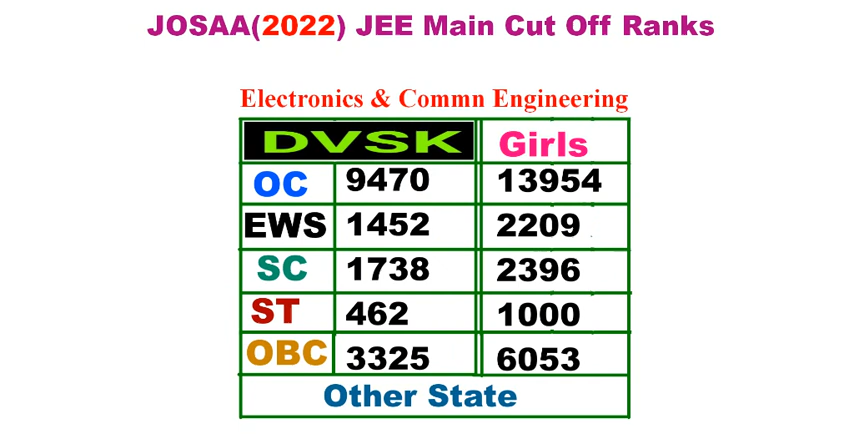 JOSAA(2022) JEE Main Cut Off Ranks
Electronics & Commn Engineering
DVSK Girls
OC 9470 13954
EWS 1452 2209
SC 1738 2396
ST 462 1000
OBC 3325 6053
Other State